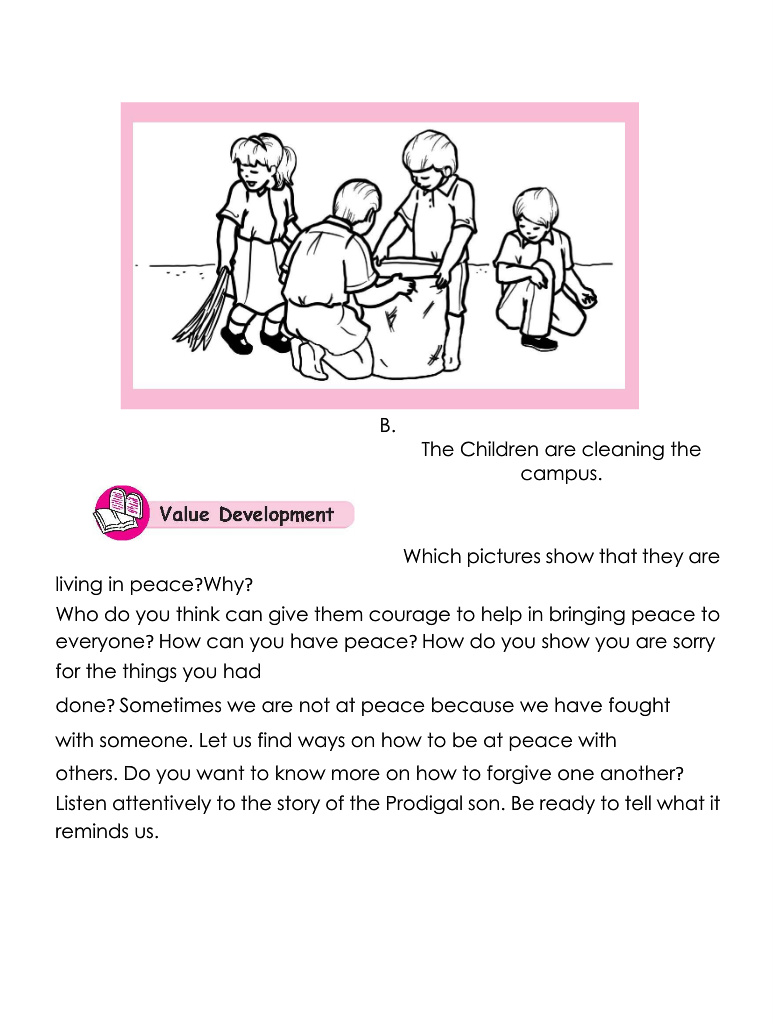 B.
The Children are cleaning the
campus.
Value Development
Which pictures show that they are
living in peace?Why?
Who do you think can give them courage to help in bringing peace to
everyone? How can you have peace? How do you show you are sorry
for the things you had
done? Sometimes we are not at peace because we have fought
with someone. Let us find ways on how to be at peace with
others. Do you want to know more on how to forgive one another?
Listen attentively to the story of the Prodigal son. Be ready to tell what it
reminds us.